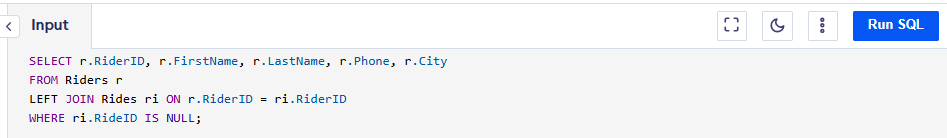 Input
Run SQL
SELECT r.RiderID, r.FirstName, r.LastName, r.Phone, r.City
FROM Riders r
LEFT JOIN Rides ri ON r.RiderID = ri.RiderID
WHERE ri.RideID IS NULL;